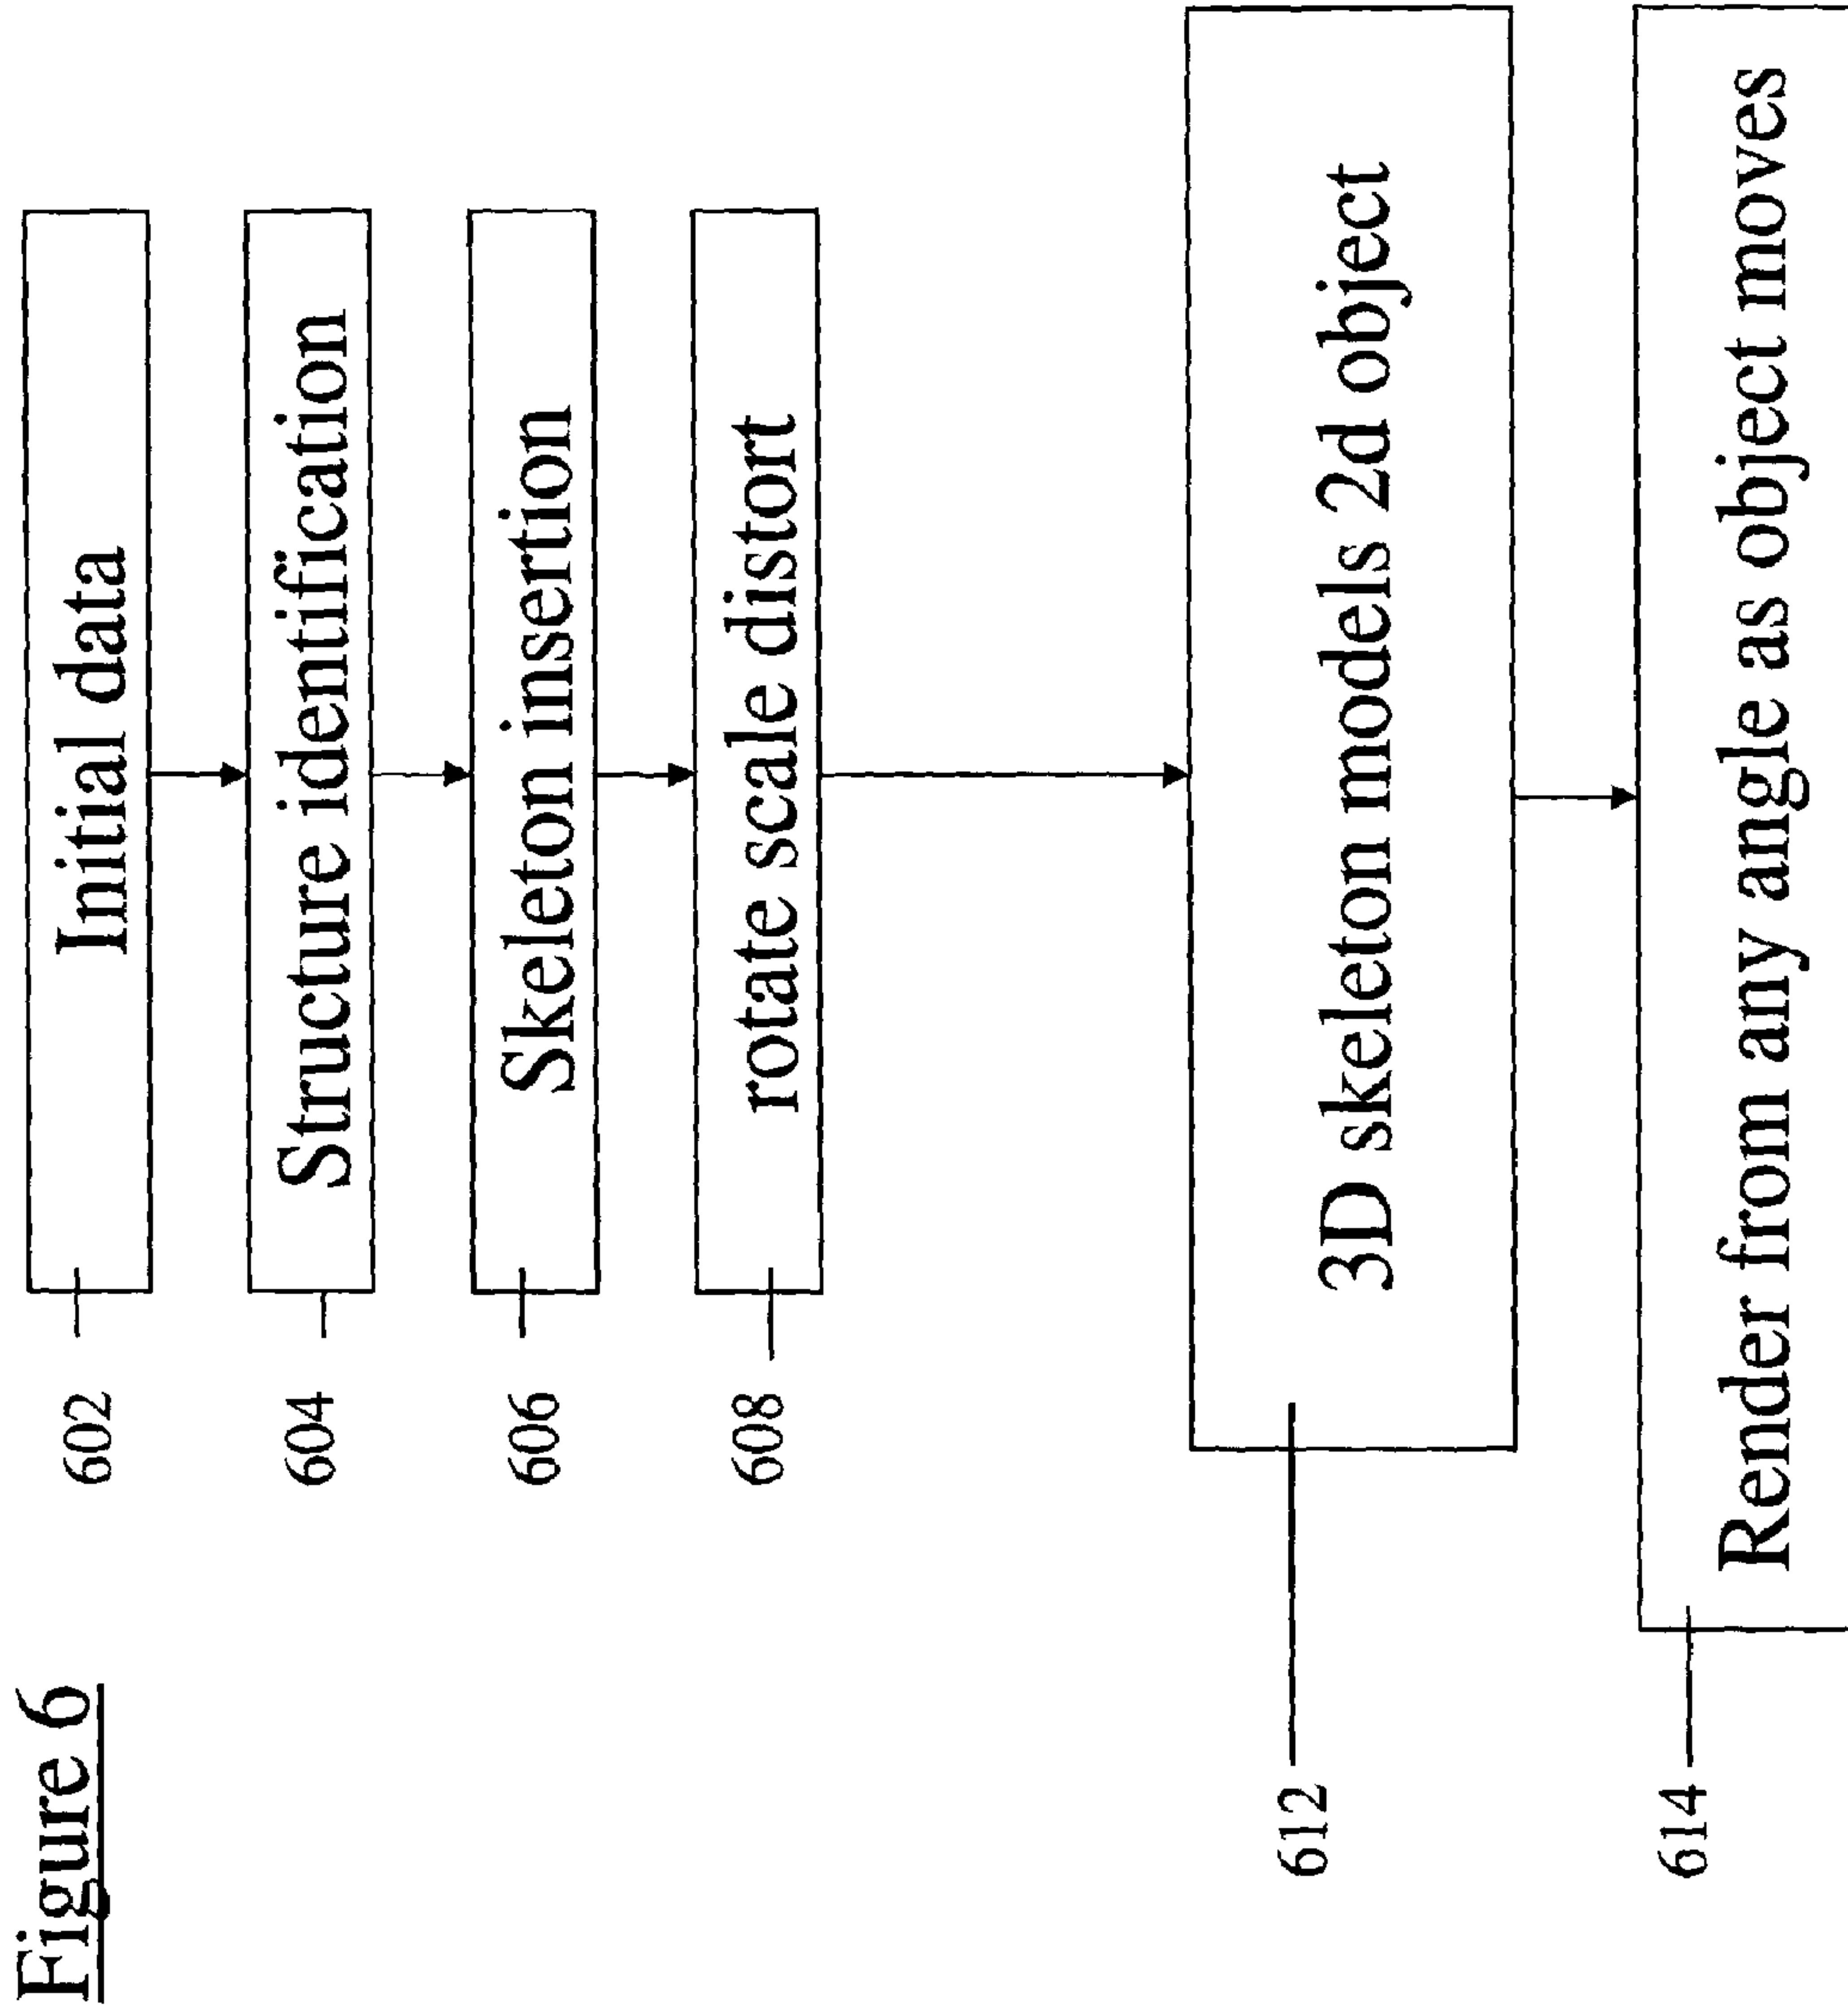 Figure 6
602
Initial data
604
Structure identification
606
Skeleton insertion
608
rotate scale distort
612
3D skeleton models 2d object
614
Render from any angle as object moves